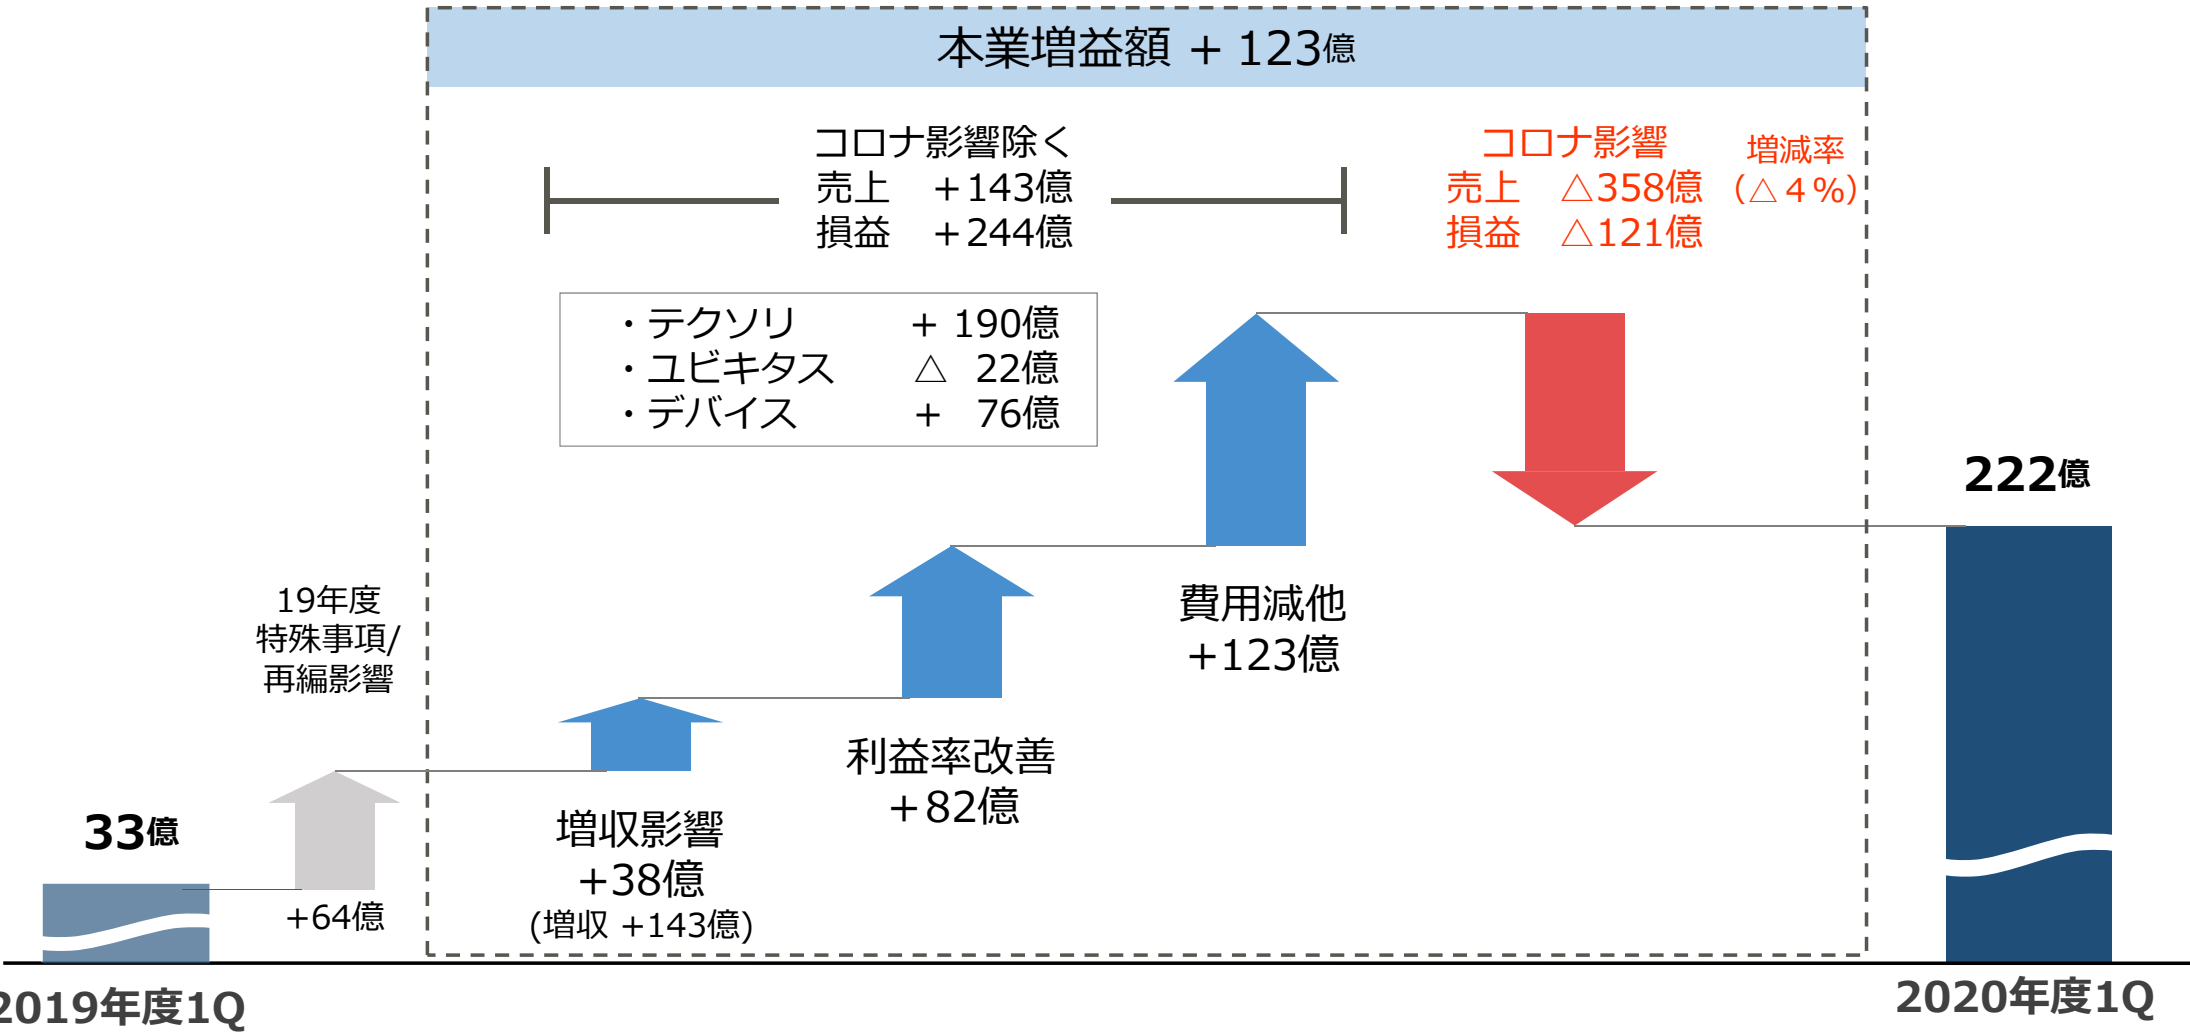 本業増益額 + 123億
コロナ影響除く
売上 +143億
損益 +244億
コロナ影響
売上 △358億
損益 △121億
増減率
(△4%)
・テクソリ + 190億
・ユビキタス △ 22億
・デバイス + 76億
33億
19年度
特殊事項/
再編影響
+64億
増収影響
+38億
(増収 +143億)
利益率改善
+82億
費用減他
+123億
222億
2019年度1Q
2020年度1Q